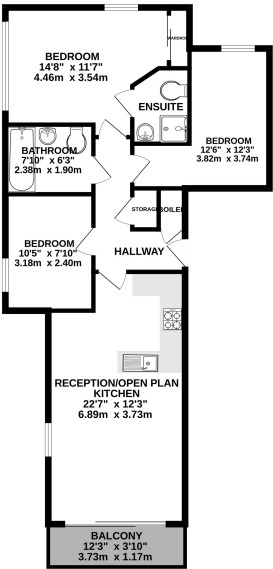 WARDROBE
BEDROOM
14'8" x 11'7"
4.46m x 3.54m
ENSUITE
BEDROOM
12'6" x 12'3"
3.82m x 3.74m
BATHROOM
7'10" x 6'3"
2.38m x 1.90m
STORAGE
BOILER
BEDROOM
10'5" x 7'10"
3.18m x 2.40m
HALLWAY
RECEPTION/OPEN PLAN
KITCHEN
22'7" x 12'3"
6.89m x 3.73m
BALCONY
12'3" x 3'10"
3.73m x 1.17m